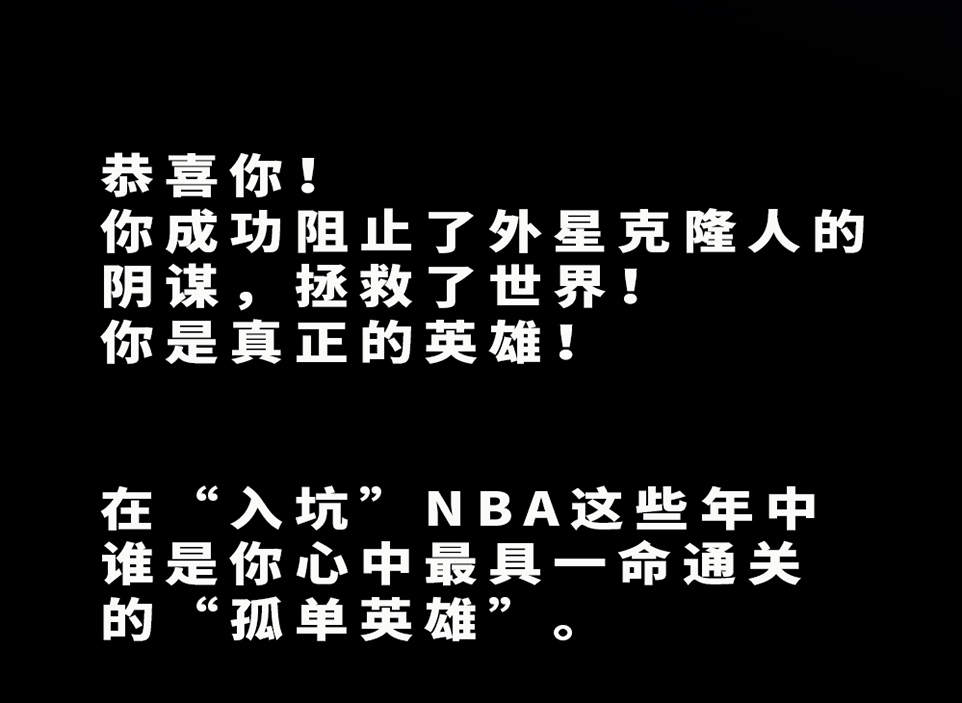 恭喜你！
你成功阻止了外星克隆人的
阴谋，拯救了世界！
你是真正的英雄！
在“入坑”NBA这些年中
谁是你心中最具一命通关
的“孤单英雄”。